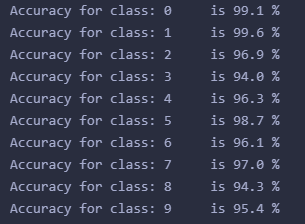 Accuracy for class: 0     is 99.1 %
Accuracy for class: 1     is 99.6 %
Accuracy for class: 2     is 96.9 %
Accuracy for class: 3     is 94.0 %
Accuracy for class: 4     is 96.3 %
Accuracy for class: 5     is 98.7 %
Accuracy for class: 6     is 96.1 %
Accuracy for class: 7     is 97.0 %
Accuracy for class: 8     is 94.3 %
Accuracy for class: 9     is 95.4 %